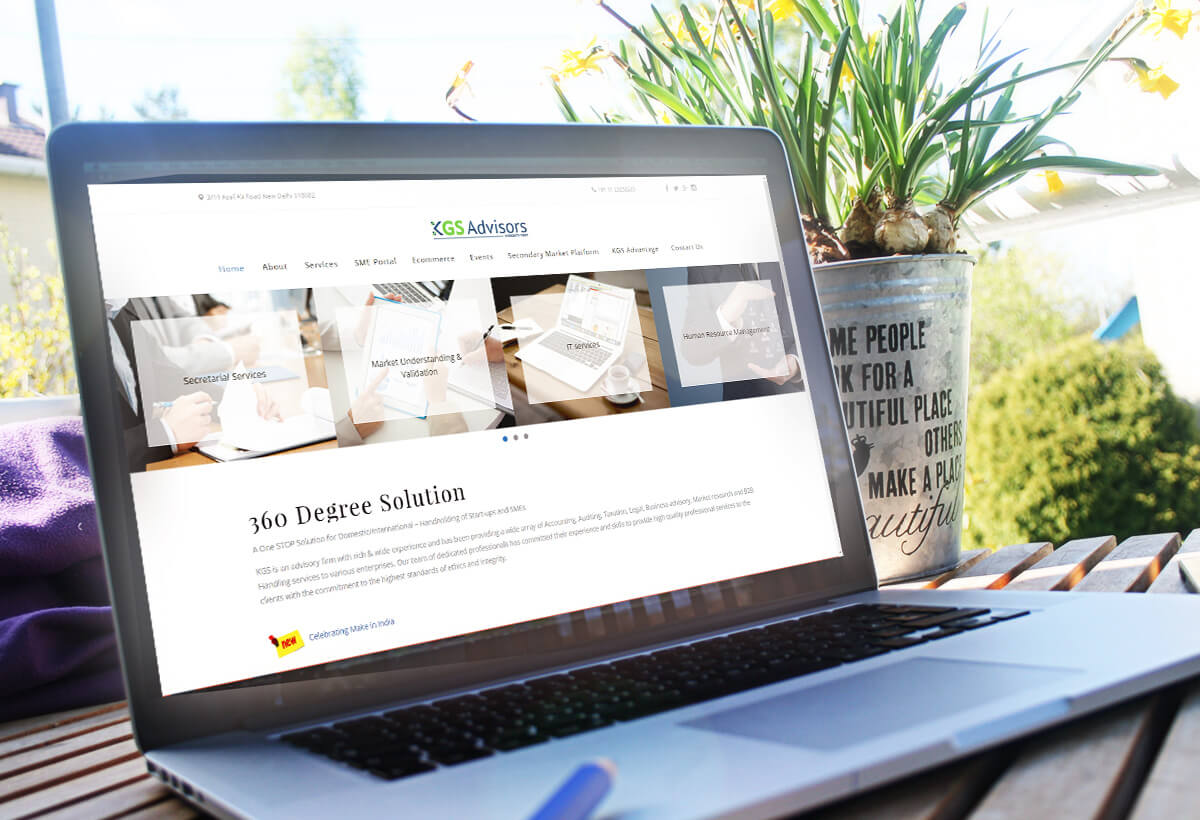 Asaf Ali Road New Delhi 110002
KGS Advisors
Home About Services SME Portal Ecommerce Events Secondary Market Platform KGS Advantage Contact Us
Secretarial Services
Market Understanding &
Validation
IT services
Human Resource Management
360 Degree Solution
A One STOP Solution for Domestic/International – Handholding of Startups and SMEs
KGS is an advisory firm with rich & wide experience and has been providing a wide array of Accounting, Auditing, Taxation, Legal, Business advisory, Market research and B2B
Handling services to various enterprises. Our team of dedicated professionals has committed their experience and skills to provide high quality professional services to the
clients with the commitment to the highest standards of ethics and integrity.
new Celebrating Make in India
ME PEOPLE
OK FOR A
UTIFUL PLACE
OTHERS
MAKE A PLACE
autiful